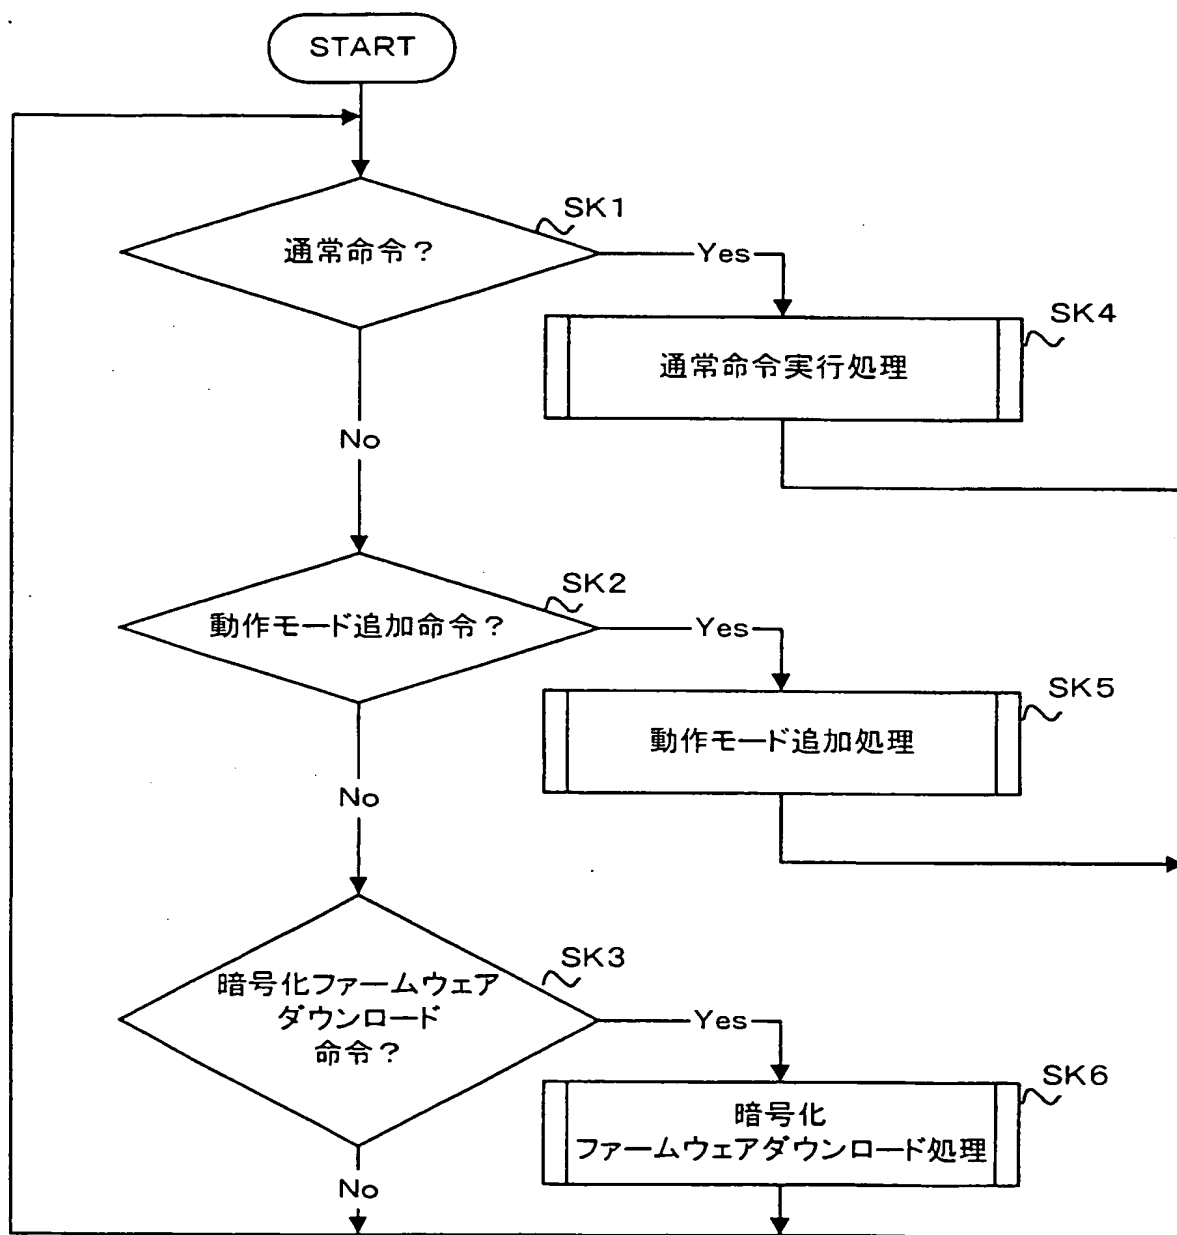 START
SK1
通常命令?
Yes
SK4
通常命令実行処理
No
SK2
動作モード追加命令?
Yes
SK5
動作モード追加処理
No
SK3
暗号化ファームウェア
ダウンロード
命令?
Yes
SK6
暗号化
ファームウェアダウンロード処理
No